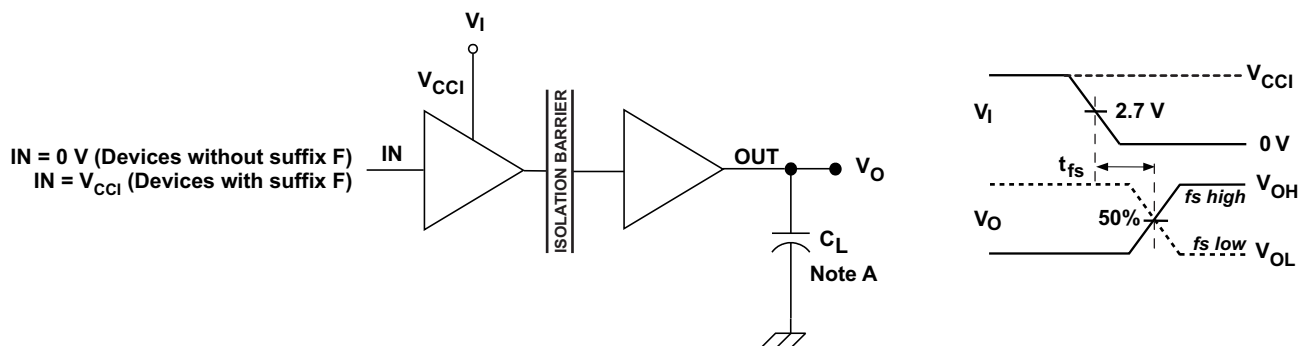 V_I
V_CCI
IN = 0 V (Devices without suffix F)
IN = V_CCI (Devices with suffix F)
IN
ISOLATION BARRIER
OUT
V_O
C_L
Note A
V_CCI
V_I
2.7 V
0 V
t_fs
V_OH
fs high
V_O
50%
fs low
V_OL